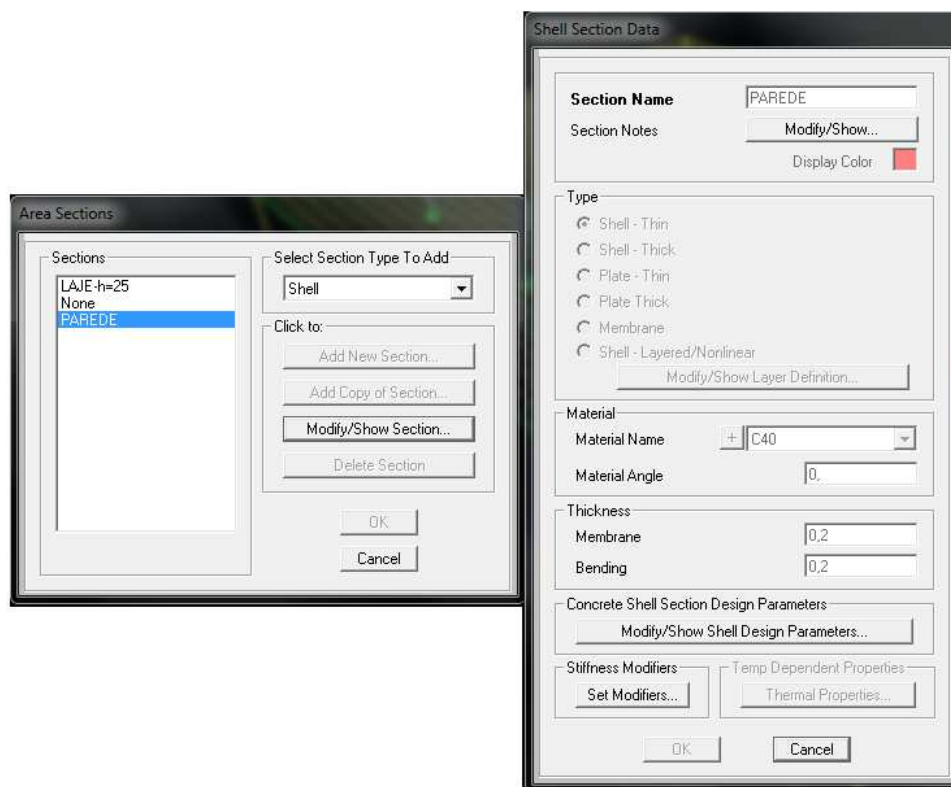 Area Sections
Sections
LAJE-h=25
None
PAREDE
Select Section Type To Add
Shell
Click to:
Add New Section...
Add Copy of Section...
Modify/Show Section...
Delete Section
OK
Cancel
Shell Section Data
Section Name PAREDE
Section Notes Modify/Show...
Display Color
Type
Shell - Thin
Shell - Thick
Plate - Thin
Plate Thick
Membrane
Shell - Layered/Nonlinear
Modify/Show Layer Definition...
Material
Material Name + C40
Material Angle 0,
Thickness
Membrane 0,2
Bending 0,2
Concrete Shell Section Design Parameters
Modify/Show Shell Design Parameters...
Stiffness Modifiers
Set Modifiers...
Temp Dependent Properties
Thermal Properties...
OK Cancel